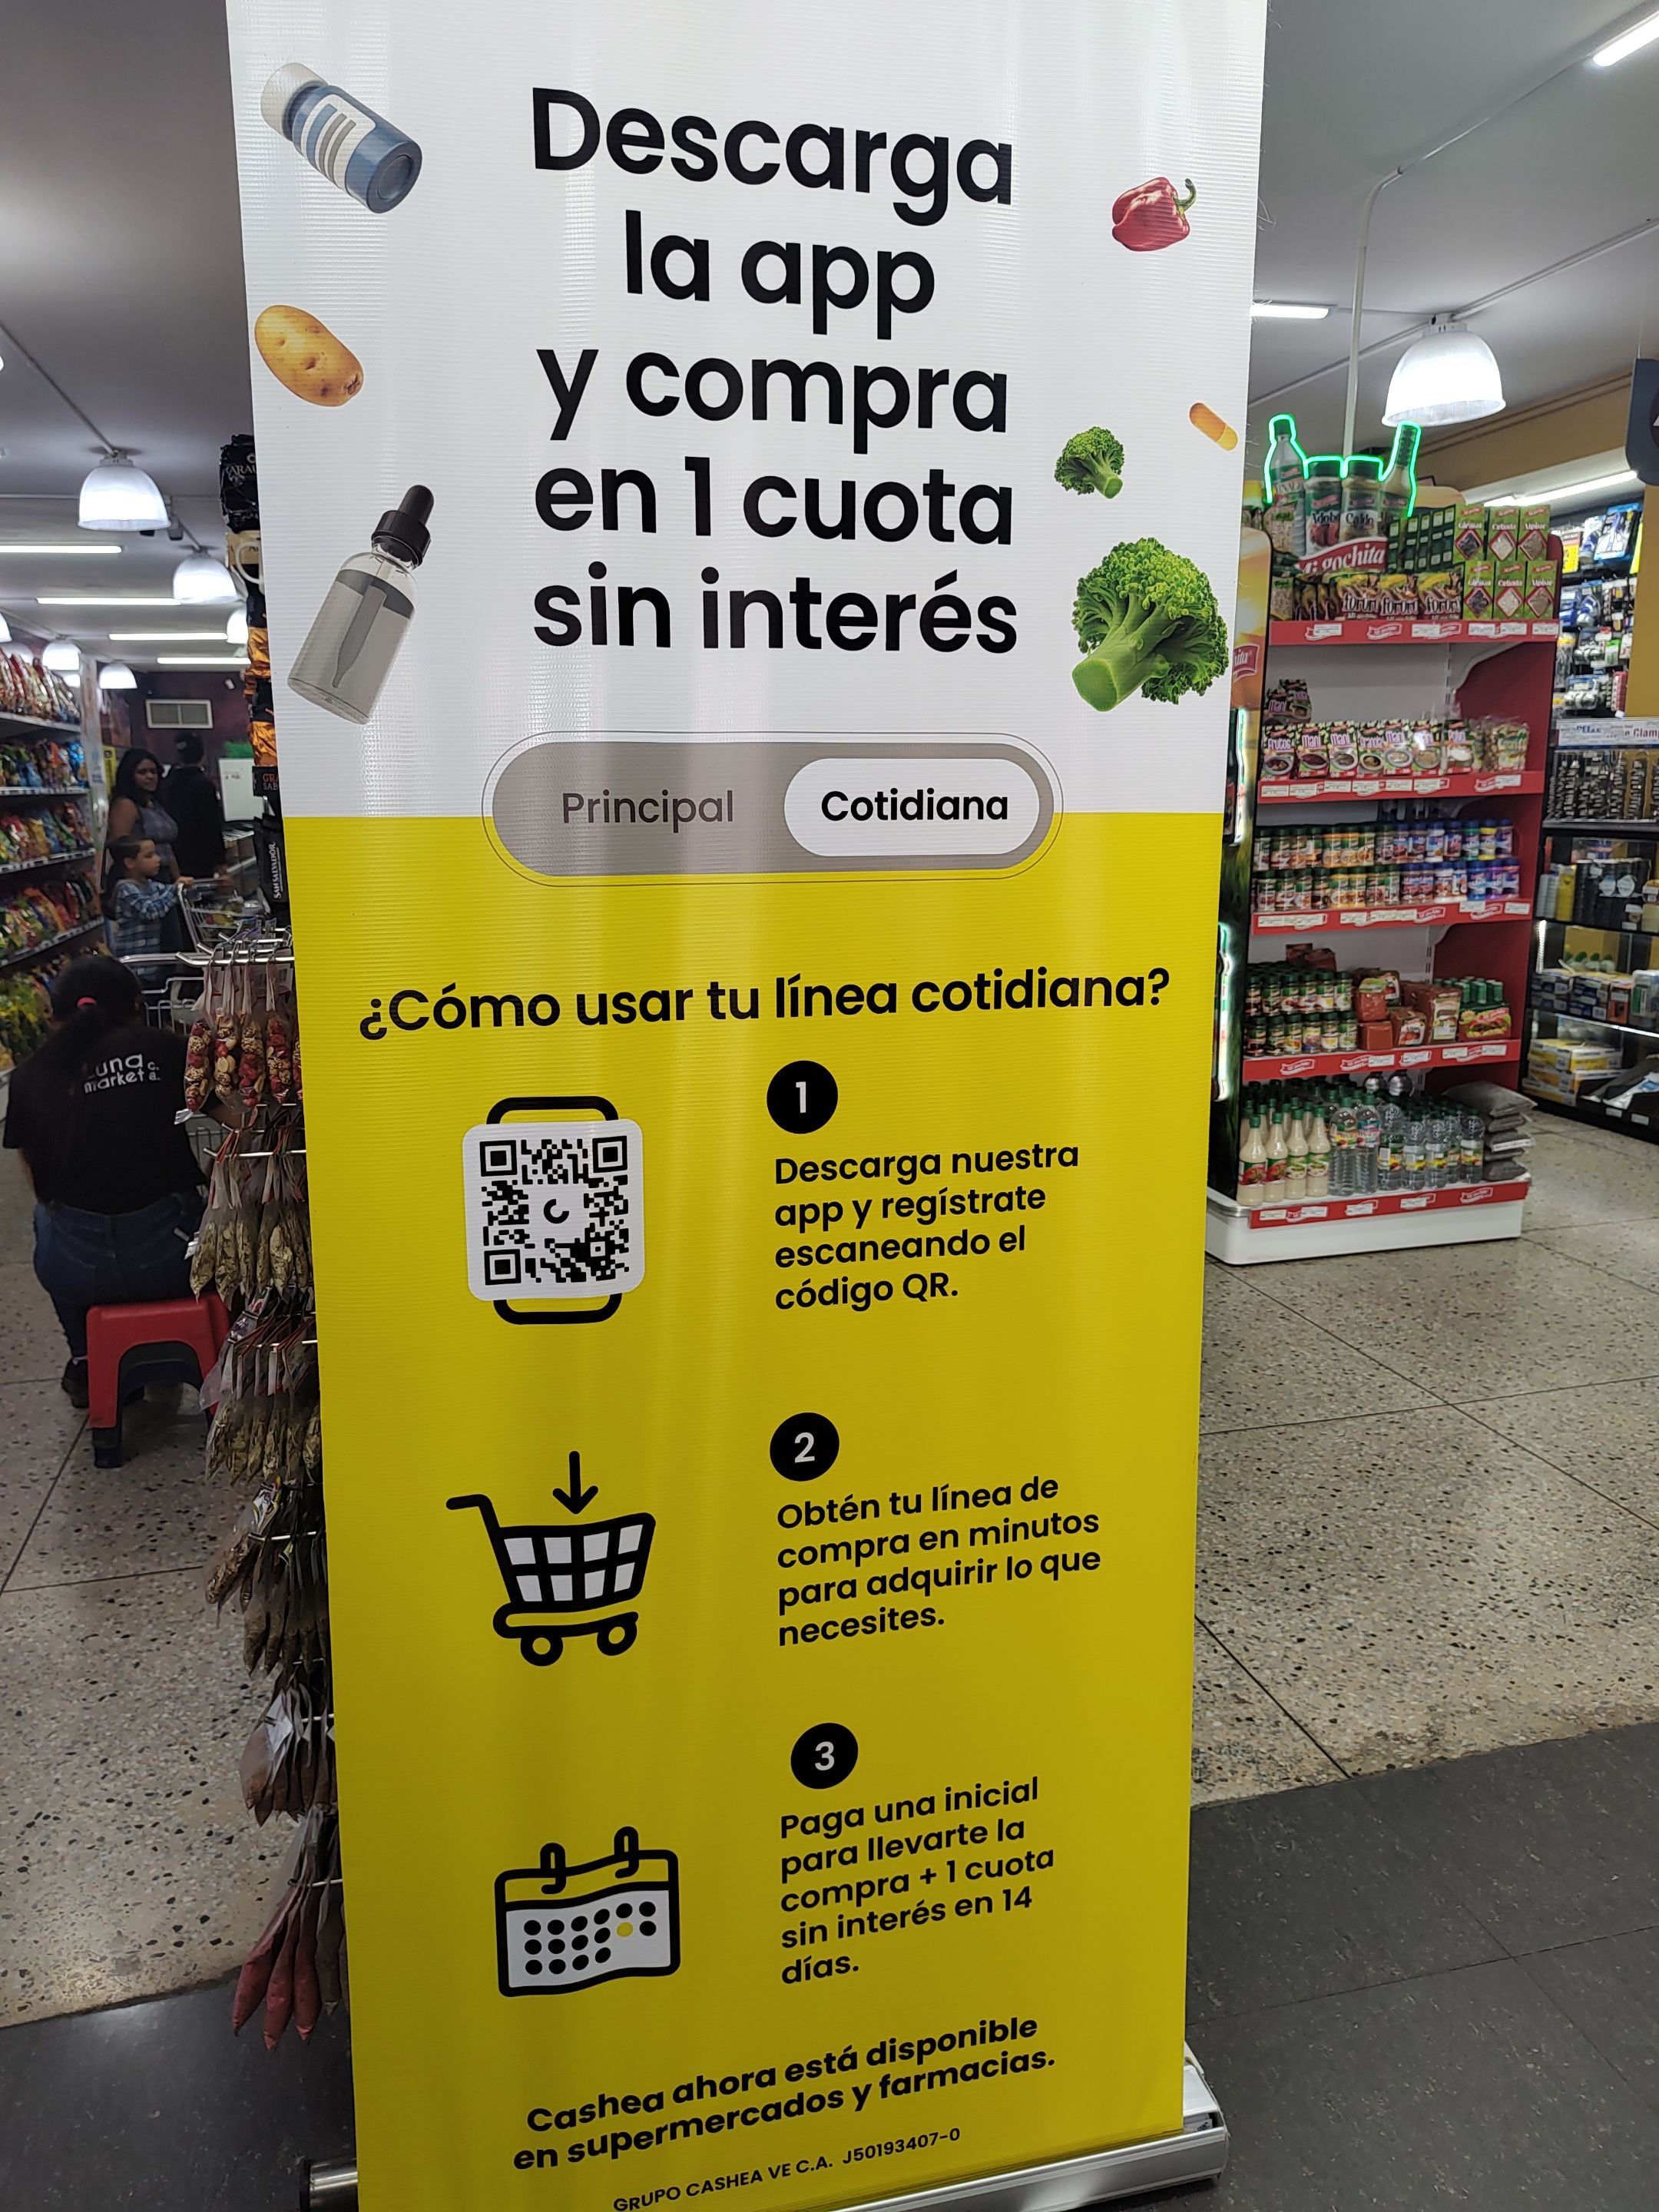 Descarga
la app
y compra
en 1 cuota
sin interés
Principal
Cotidiana
¿Cómo usar tu línea cotidiana?
1
Descarga nuestra
app y regístrate
escaneando el
código QR.
2
Obtén tu línea de
compra en minutos
para adquirir lo que
necesites.
3
Paga una inicial
para llevarte la
compra + 1 cuota
sin interés en 14
días.
Cashea ahora está disponible
en supermercados y farmacias.
GRUPO CASHEA VE C.A. J50193407-0
market